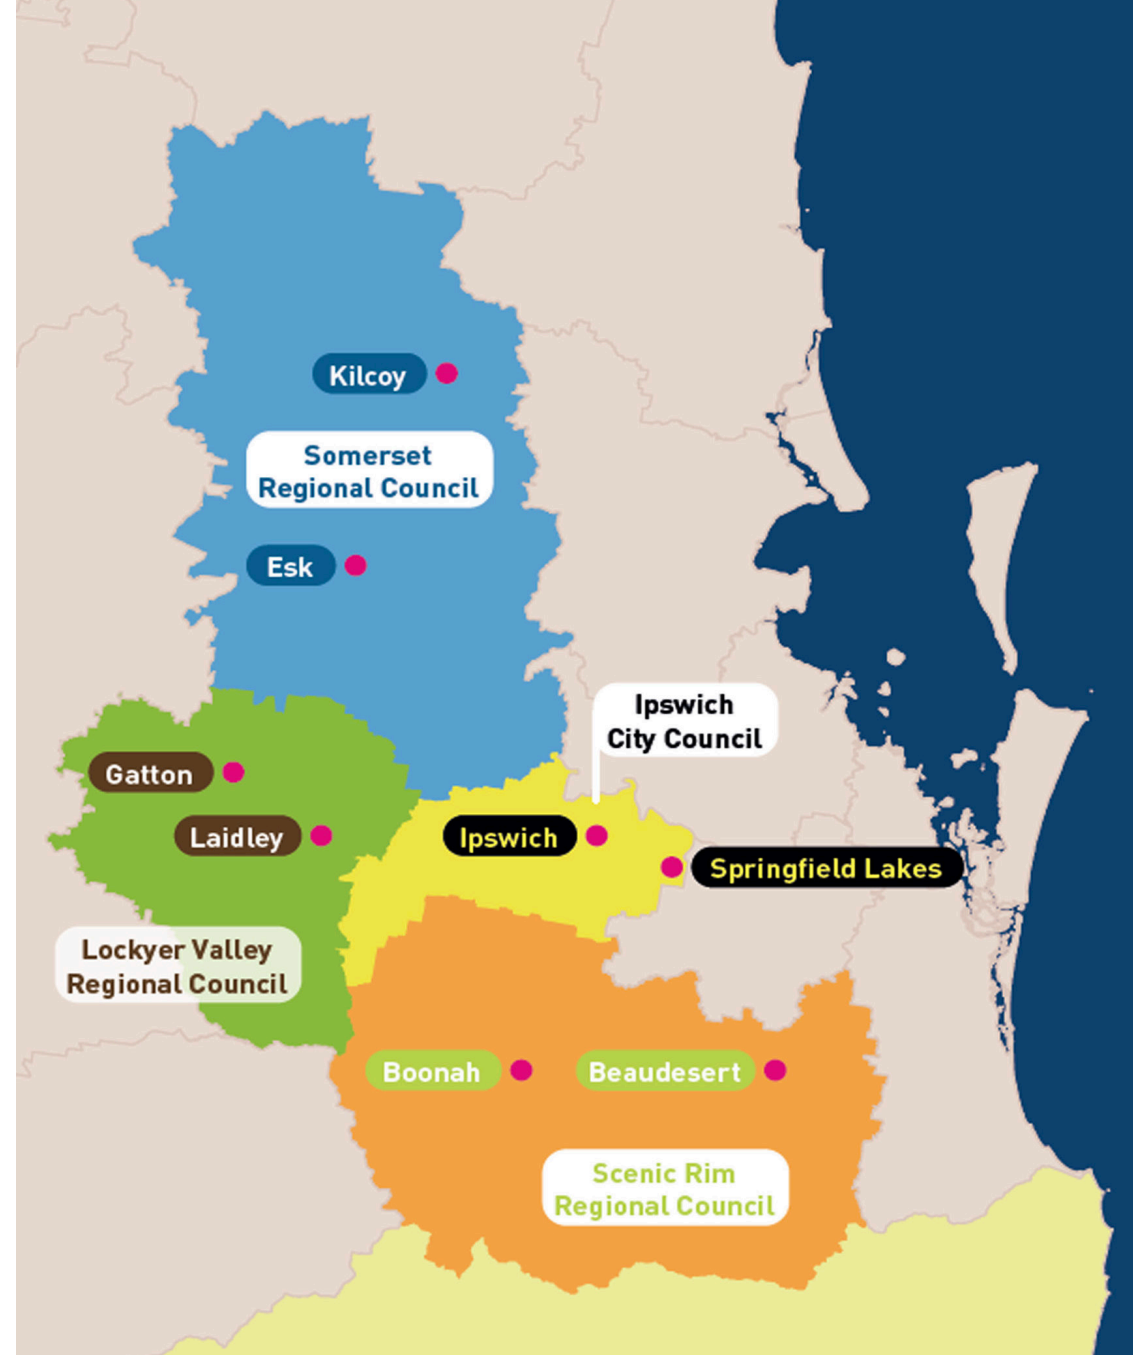 Kilcoy
Somerset
Regional Council
Esk
Ipswich
City Council
Gatton
Laidley
Ipswich
Springfield Lakes
Lockyer Valley
Regional Council
Boonah
Beaudesert
Scenic Rim
Regional Council